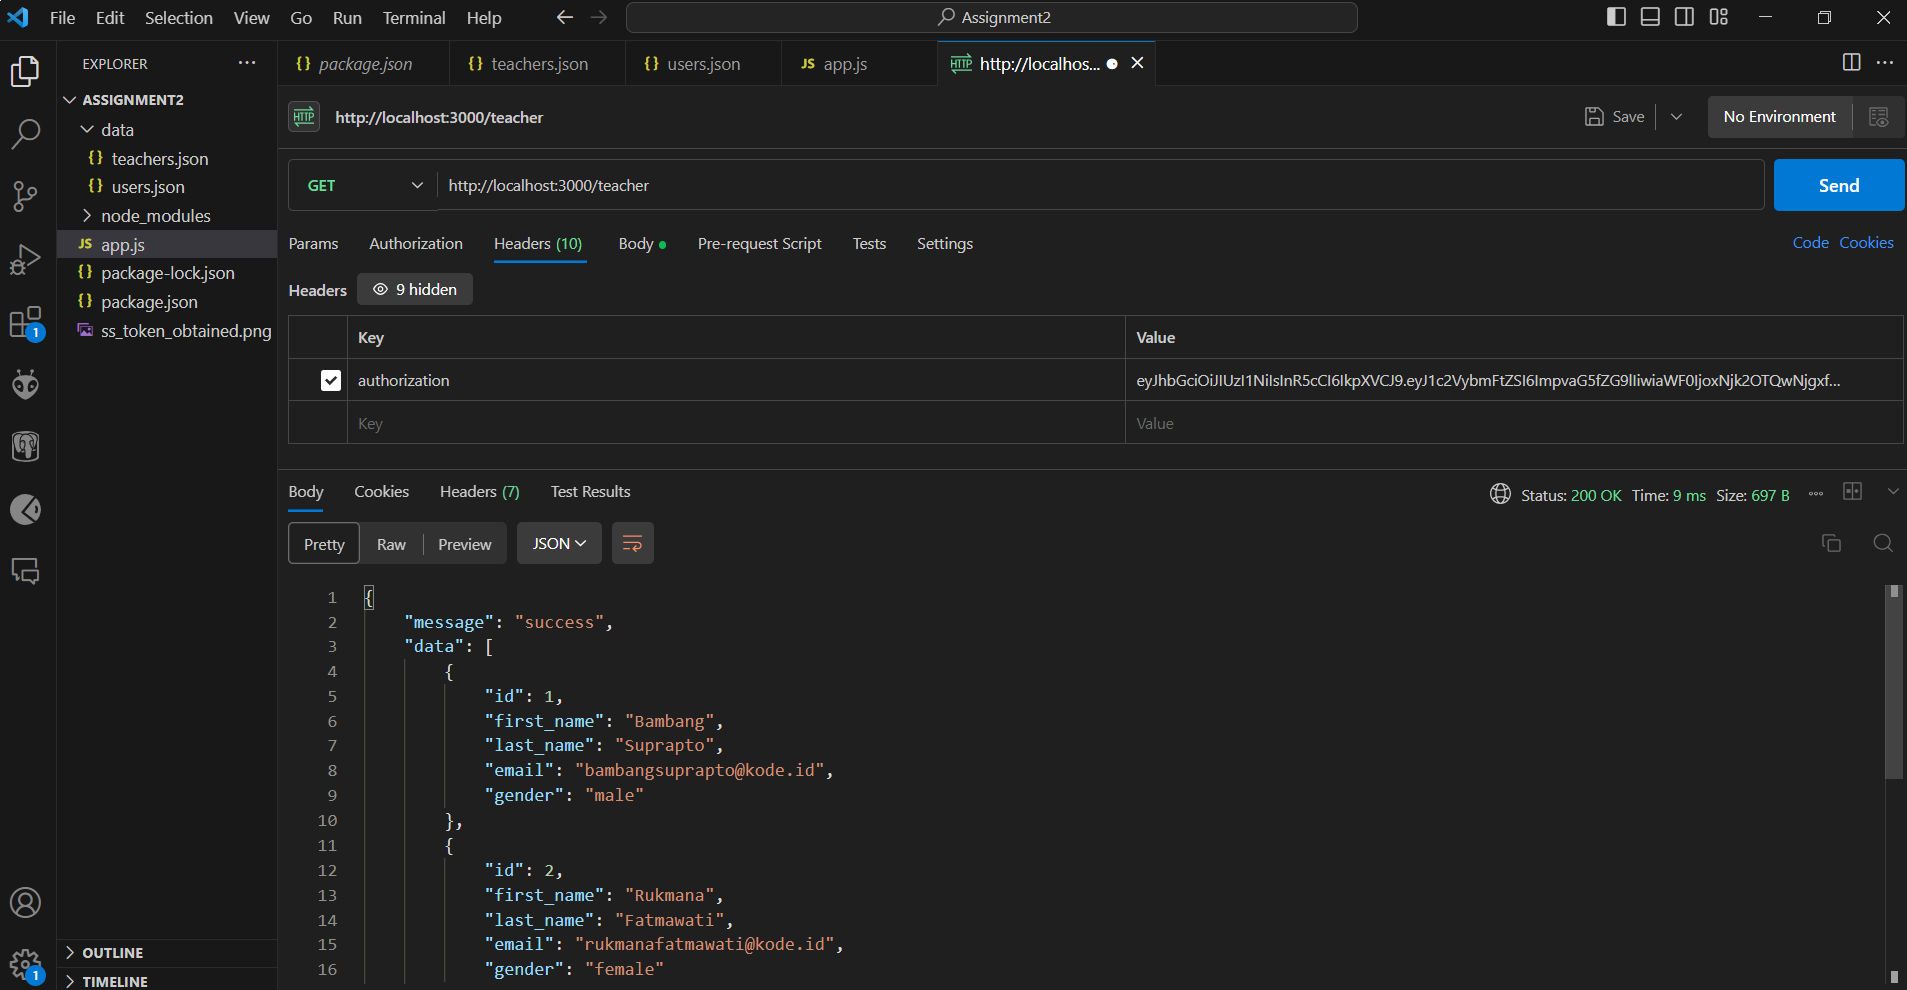 File Edit Selection View Go Run Terminal Help
Assignment2
EXPLORER
ASSIGNMENT2
data
{} teachers.json
{} users.json
node_modules
JS app.js
{} package-lock.json
{} package.json
ss_token_obtained.png
OUTLINE
TIMELINE
1
1
{} package.json
{} teachers.json
{} users.json
JS app.js
HTTP http://localhos...
HTTP http://localhost:3000/teacher
Save
No Environment
GET http://localhost:3000/teacher
Send
Params Authorization Headers (10) Body Pre-request Script Tests Settings
Code Cookies
Headers 9 hidden
Key Value
authorization eyJhbGciOiJIUzI1NiIsInR5cCI6IkpXVCJ9.eyJ1c2VybmFtZSI6ImpvaG5fZG9lIiwiaWF0IjoxNjk2OTQwNjgxf...
Key Value
Body Cookies Headers (7) Test Results
Status: 200 OK Time: 9 ms Size: 697 B
Pretty Raw Preview JSON
1 {
2 "message": "success",
3 "data": [
4 {
5 "id": 1,
6 "first_name": "Bambang",
7 "last_name": "Suprapto",
8 "email": "bambangsuprapto@kode.id",
9 "gender": "male"
10 },
11 {
12 "id": 2,
13 "first_name": "Rukmana",
14 "last_name": "Fatmawati",
15 "email": "rukmanafatmawati@kode.id",
16 "gender": "female"